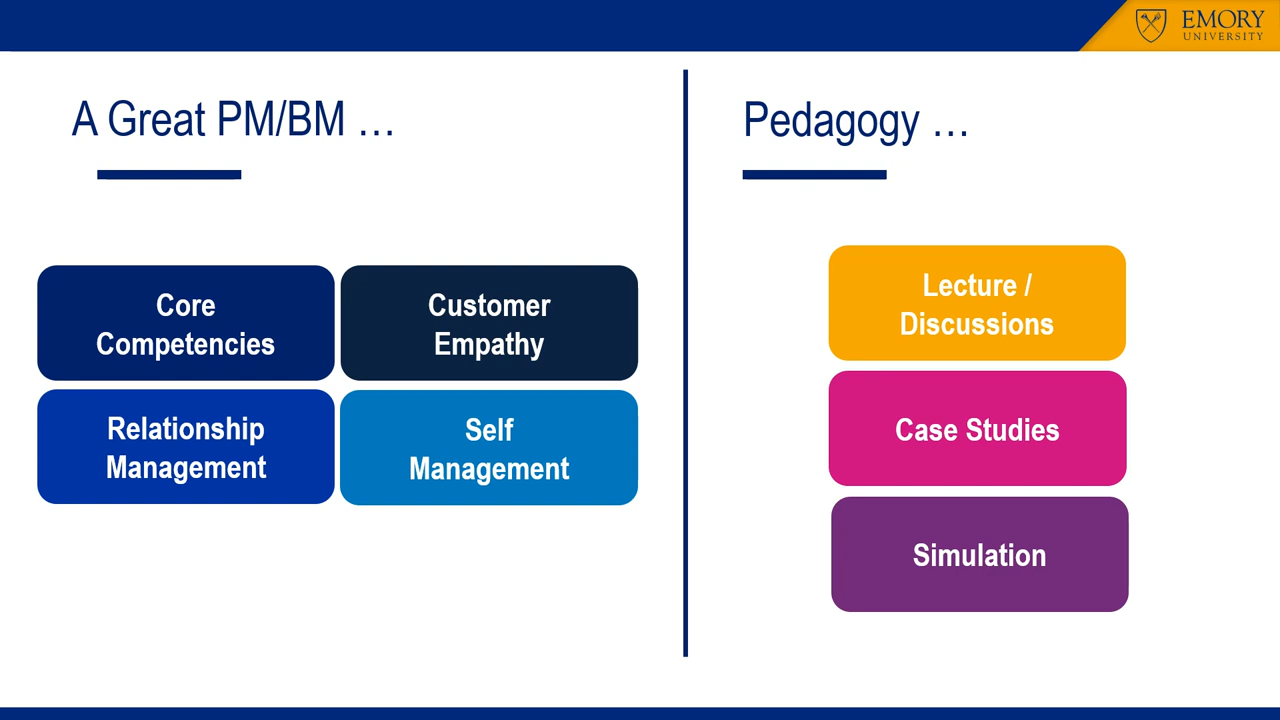 EMORY
UNIVERSITY
A Great PM/BM …
Core
Competencies
Customer
Empathy
Relationship
Management
Self
Management
Pedagogy …
Lecture /
Discussions
Case Studies
Simulation